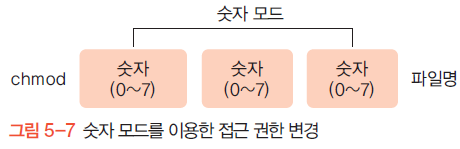 숫자 모드
chmod 숫자 숫자 숫자 파일명
(0~7) (0~7) (0~7)
그림 5-7 숫자 모드를 이용한 접근 권한 변경